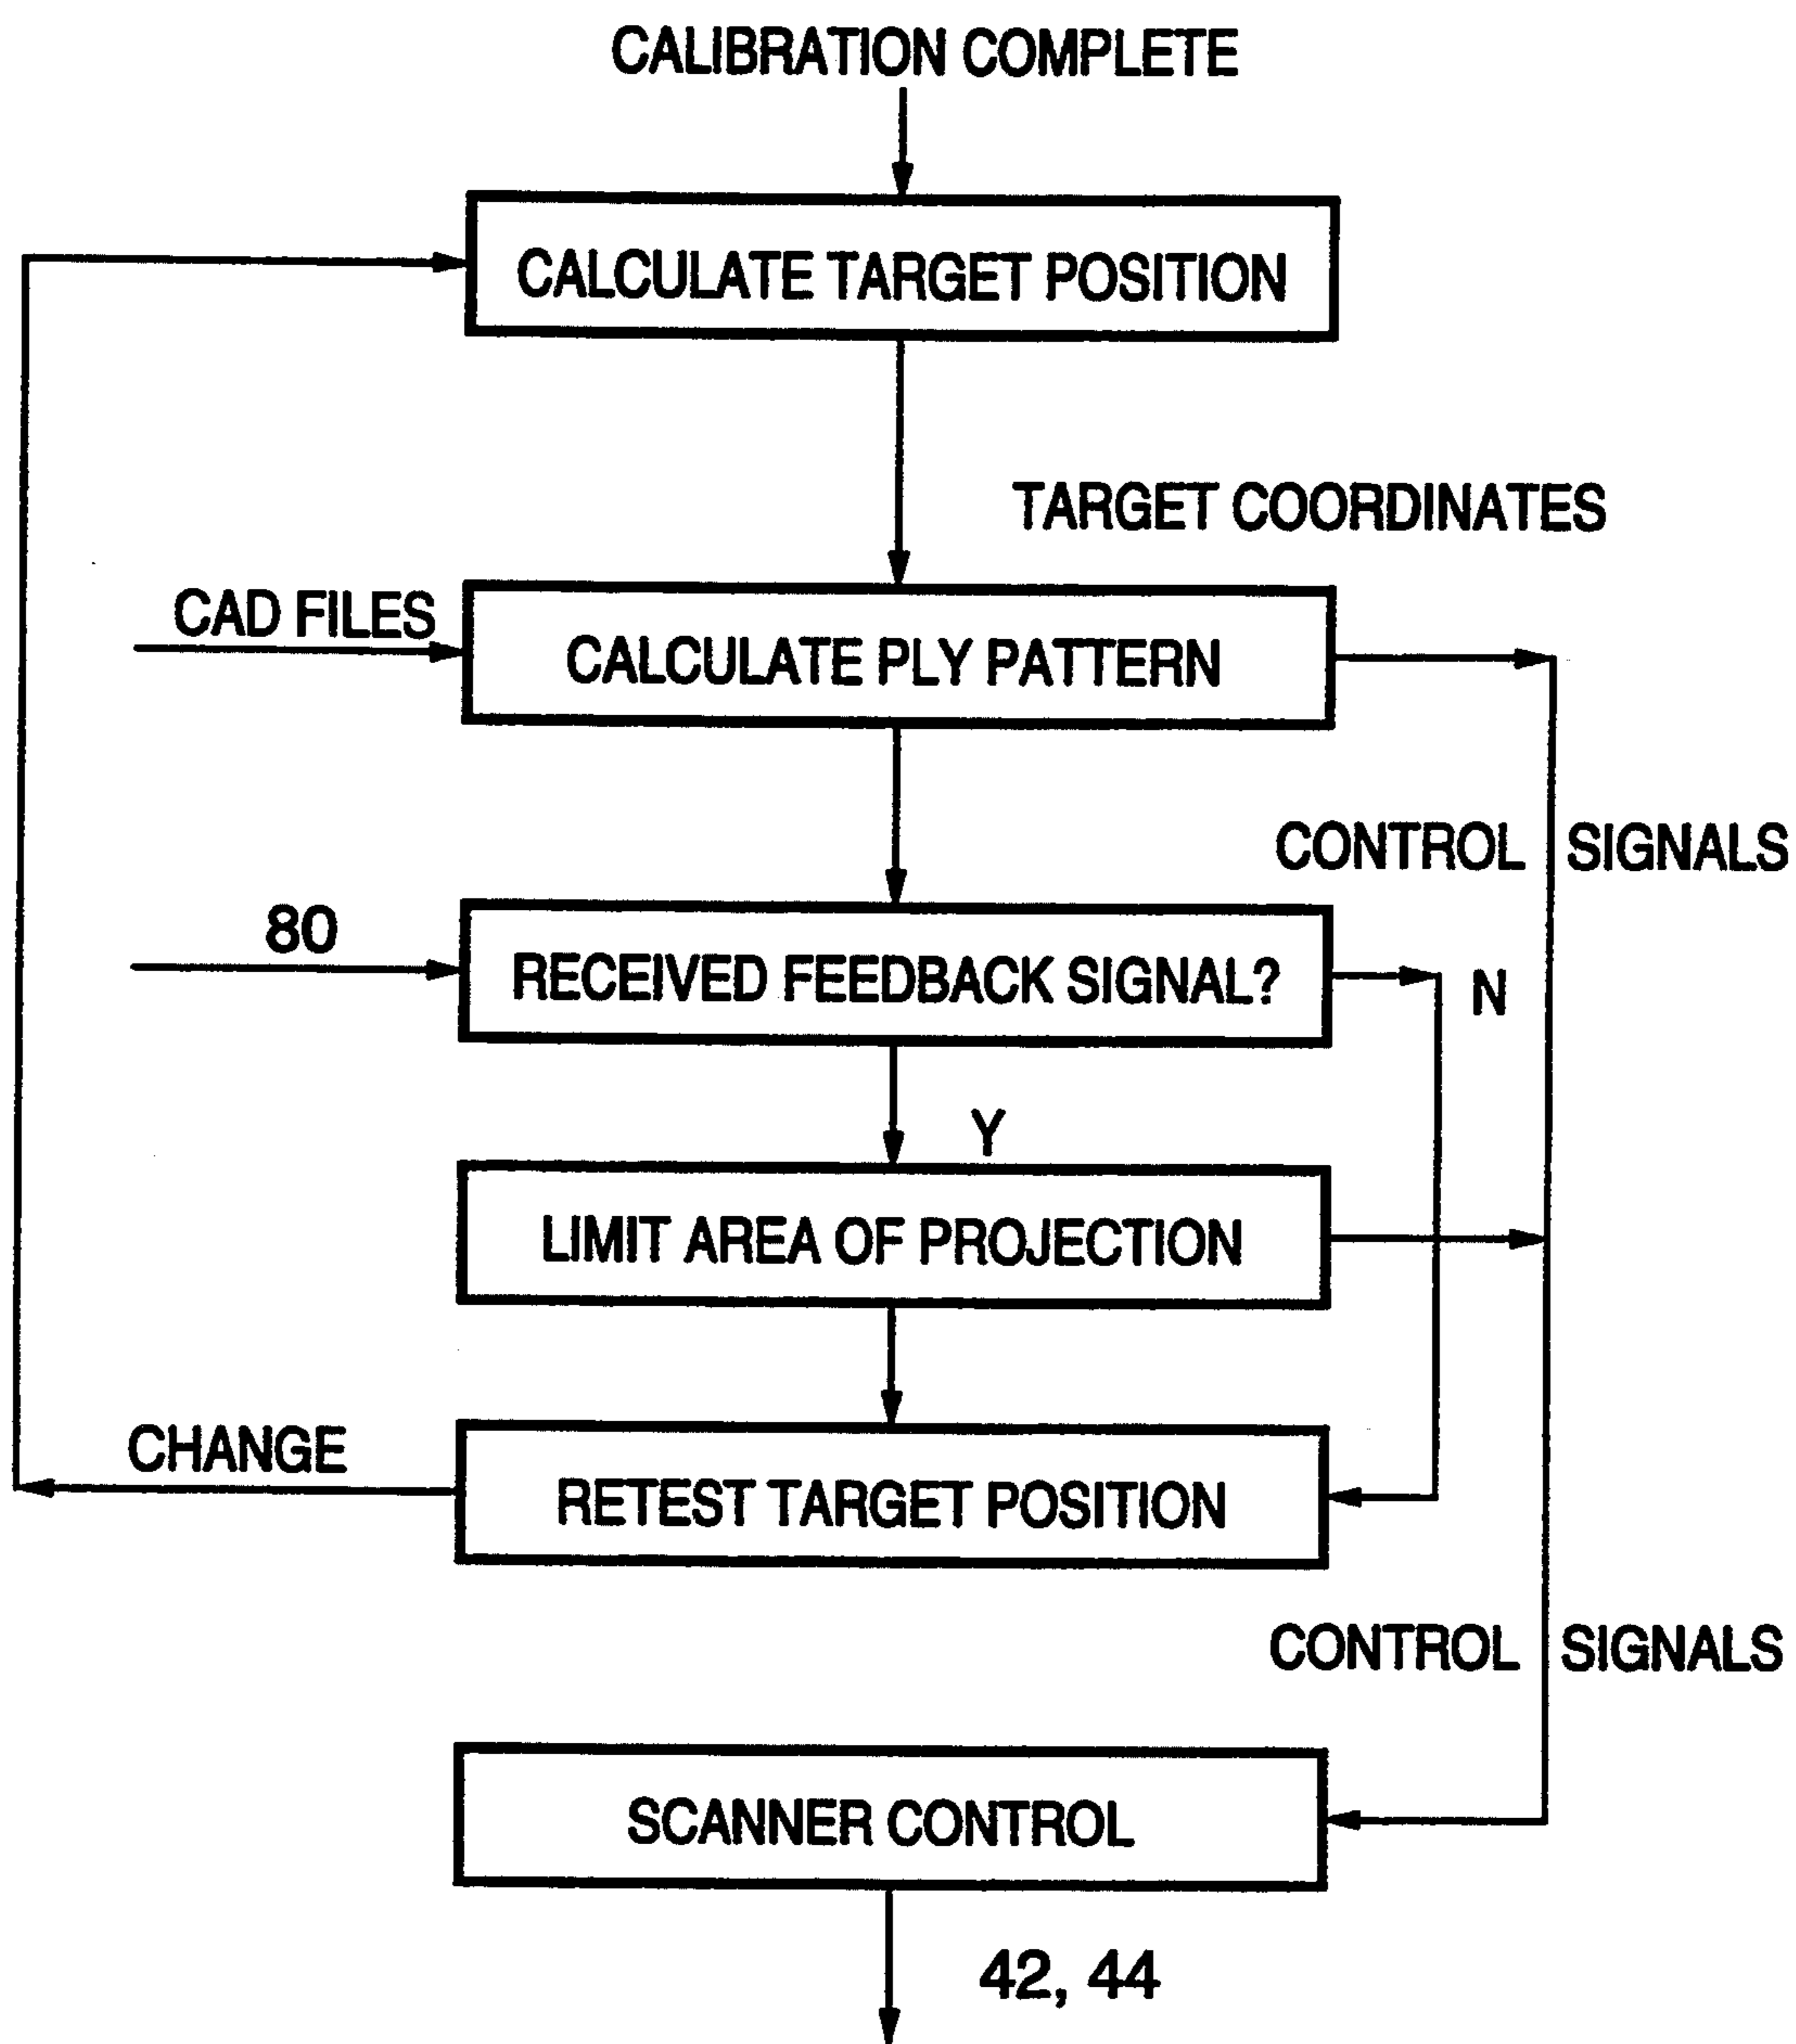 CALIBRATION COMPLETE
CALCULATE TARGET POSITION
TARGET COORDINATES
CAD FILES
CALCULATE PLY PATTERN
CONTROL SIGNALS
80
RECEIVED FEEDBACK SIGNAL?
N
Y
LIMIT AREA OF PROJECTION
CHANGE
RETEST TARGET POSITION
CONTROL SIGNALS
SCANNER CONTROL
42, 44